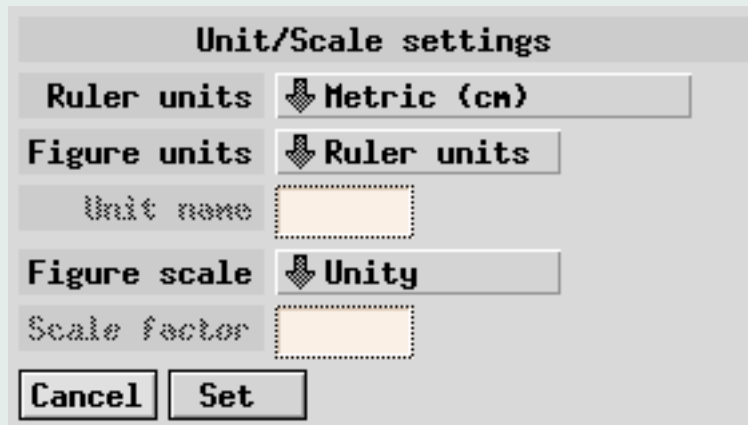 Unit/Scale settings
Ruler units Metric (cm)
Figure units Ruler units
Unit name
Figure scale Unity
Scale factor
Cancel Set